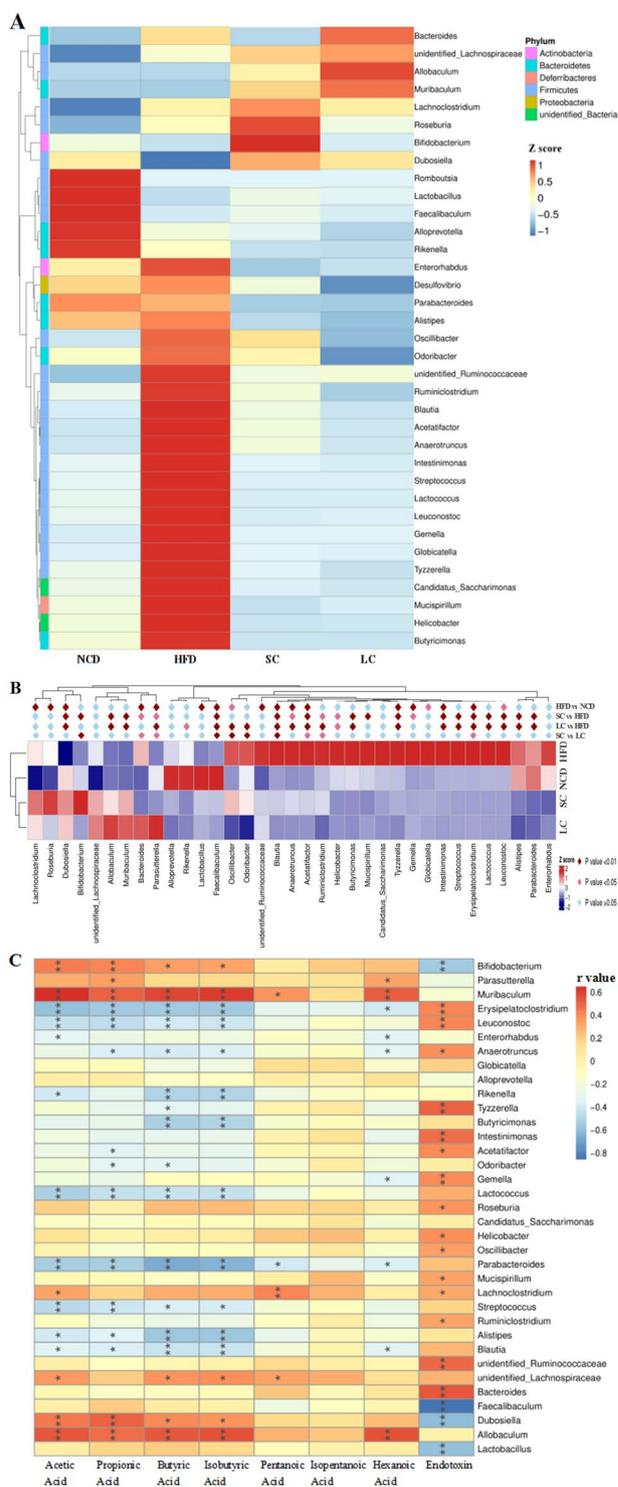 A
Bacteroides
unidentified_Lachnospiraceae
Allobaculum
Muribaculum
Lachnoclostridium
Roseburia
Bifidobacterium
Dubosiella
Romboutsia
Lactobacillus
Faecalibaculum
Alloprevotella
Rikenella
Enterorhabdus
Desulfovibrio
Parabacteroides
Alistipes
Oscillibacter
Odoribacter
unidentified_Ruminococcaceae
Ruminiclostridium
Blautia
Acetatifactor
Anaerotruncus
Intestinimonas
Streptococcus
Lactococcus
Leuconostoc
Gemella
Globicatella
Tyzzerella
Candidatus_Saccharimonas
Mucispirillum
Helicobacter
Butyricimonas
NCD HFD SC LC
Phylum
Actinobacteria
Bacteroidetes
Deferribacteres
Firmicutes
Proteobacteria
unidentified_Bacteria
Z score
1
0.5
0
−0.5
−1
B
HFD vs NCD
SC vs HFD
LC vs HFD
SC vs LC
HFD
NCD
SC
LC
Lachnoclostridium
Roseburia
Dubosiella
Bifidobacterium
unidentified_Lachnospiraceae
Allobaculum
Muribaculum
Bacteroides
Parasutterella
Alloprevotella
Rikenella
Lactobacillus
Faecalibaculum
Oscillibacter
Odoribacter
unidentified_Ruminococcaceae
Blautia
Anaerotruncus
Acetatifactor
Ruminiclostridium
Helicobacter
Butyricimonas
Mucispirillum
Candidatus_Saccharimonas
Tyzzerella
Gemella
Globicatella
Intestinimonas
Streptococcus
Erysipelatoclostridium
Lactococcus
Leuconostoc
Alistipes
Parabacteroides
Enterorhabdus
Z score
2
1
0
-1
-2
P value <0.01
P value <0.05
P value >0.05
C
Bifidobacterium
Parasutterella
Muribaculum
Erysipelatoclostridium
Leuconostoc
Enterorhabdus
Anaerotruncus
Globicatella
Alloprevotella
Rikenella
Tyzzerella
Butyricimonas
Intestinimonas
Acetatifactor
Odoribacter
Gemella
Lactococcus
Roseburia
Candidatus_Saccharimonas
Helicobacter
Oscillibacter
Parabacteroides
Mucispirillum
Lachnoclostridium
Streptococcus
Ruminiclostridium
Alistipes
Blautia
unidentified_Ruminococcaceae
unidentified_Lachnospiraceae
Bacteroides
Faecalibaculum
Dubosiella
Allobaculum
Lactobacillus
Acetic Propionic Butyric Isobutyric Pentanoic Isopentanoic Hexanoic Endotoxin
Acid Acid Acid Acid Acid Acid Acid
r value
0.6
0.4
0.2
0
−0.2
−0.4
−0.6
−0.8